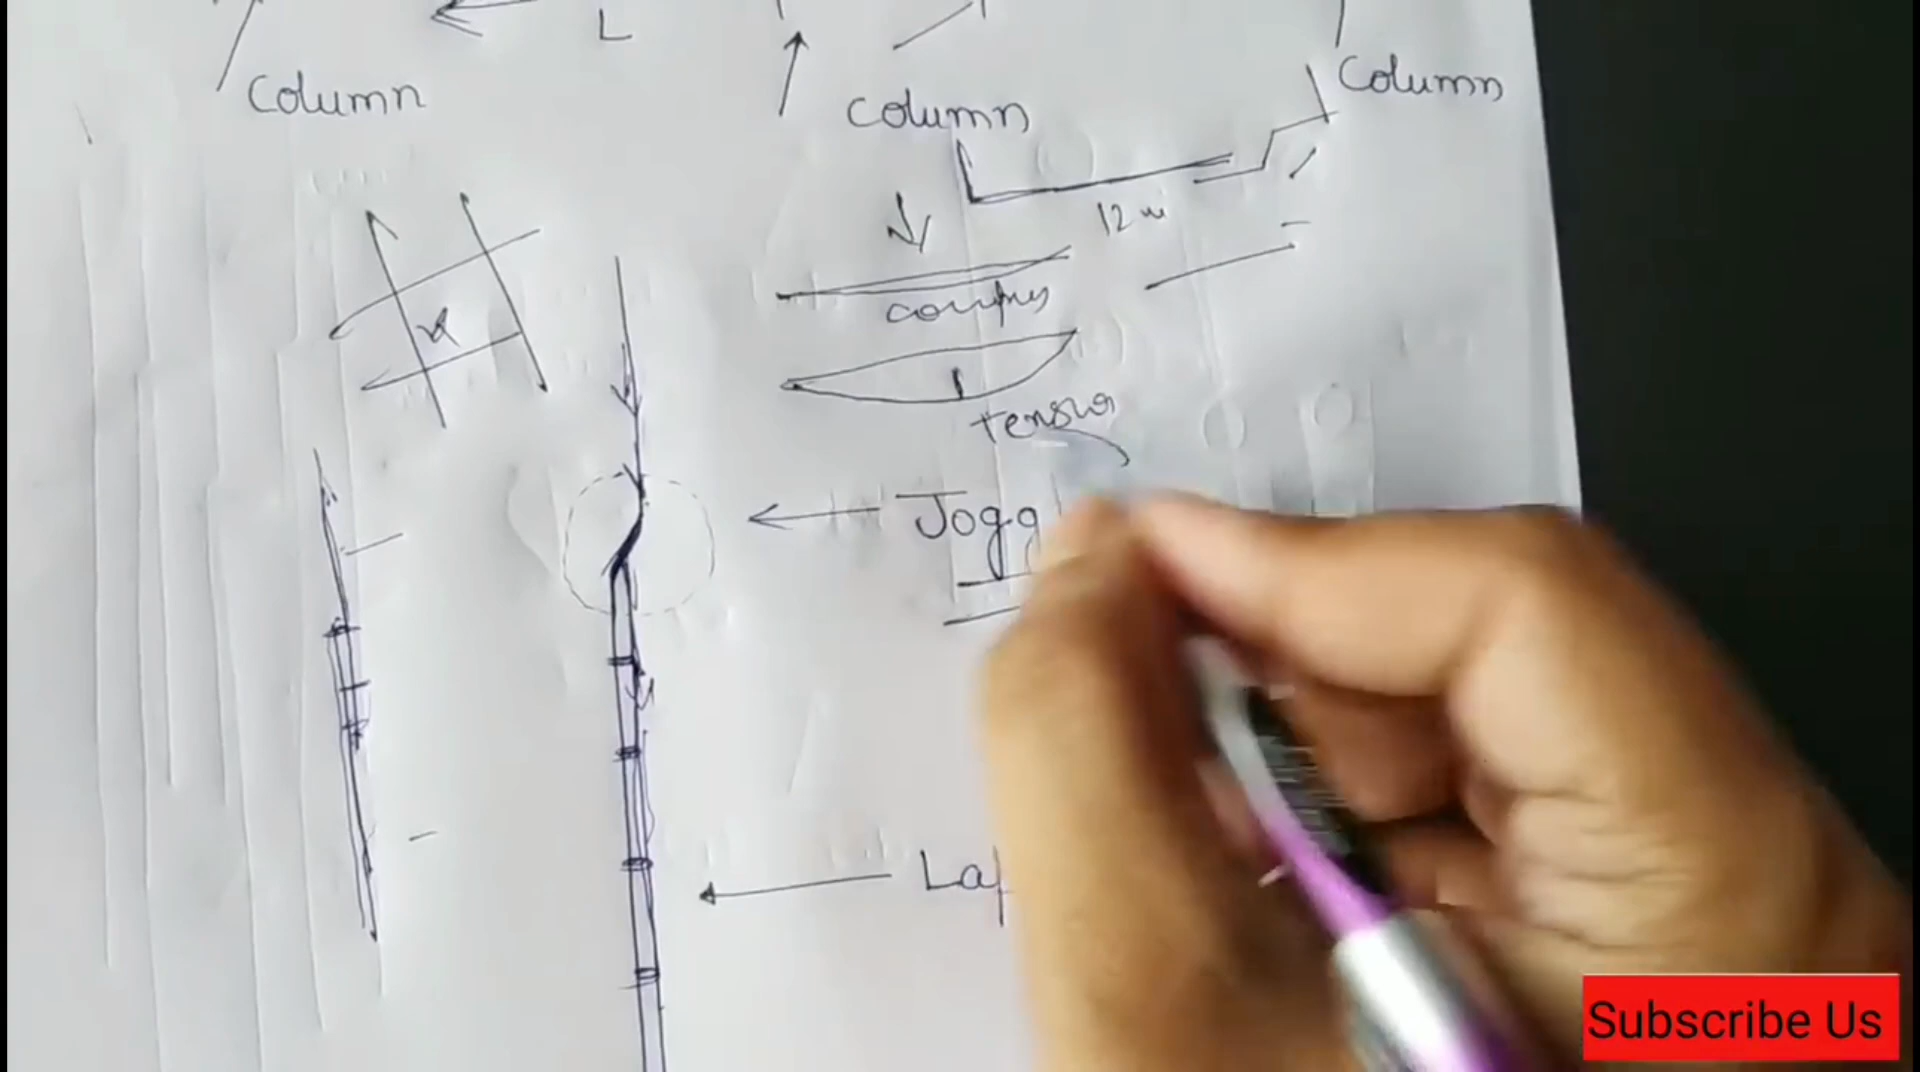 L
Column
Column
Column
12 m
compres
tension
Jogg
Lap
Subscribe Us